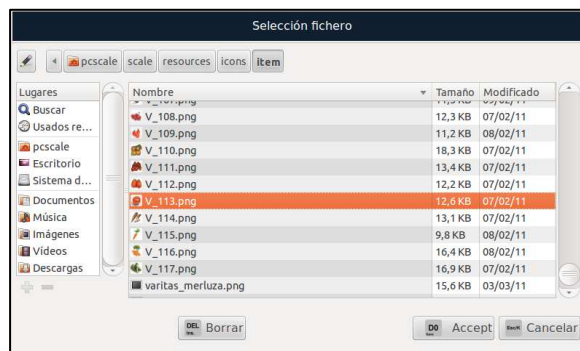 Selección fichero
pcscale scale resources icons item
Lugares
Buscar
Usados re...
pcscale
Escritorio
Sistema d...
Documentos
Música
Imágenes
Vídeos
Descargas
Nombre Tamaño Modificado
V_108.png 12,3 KB 07/02/11
V_109.png 11,2 KB 08/02/11
V_110.png 18,3 KB 07/02/11
V_111.png 13,4 KB 07/02/11
V_112.png 12,2 KB 07/02/11
V_113.png 12,6 KB 07/02/11
V_114.png 13,1 KB 07/02/11
V_115.png 9,8 KB 08/02/11
V_116.png 16,4 KB 08/02/11
V_117.png 16,9 KB 07/02/11
varitas_merluza.png 15,6 KB 03/03/11
DEL Borrar
D0 Accept
Cancelar